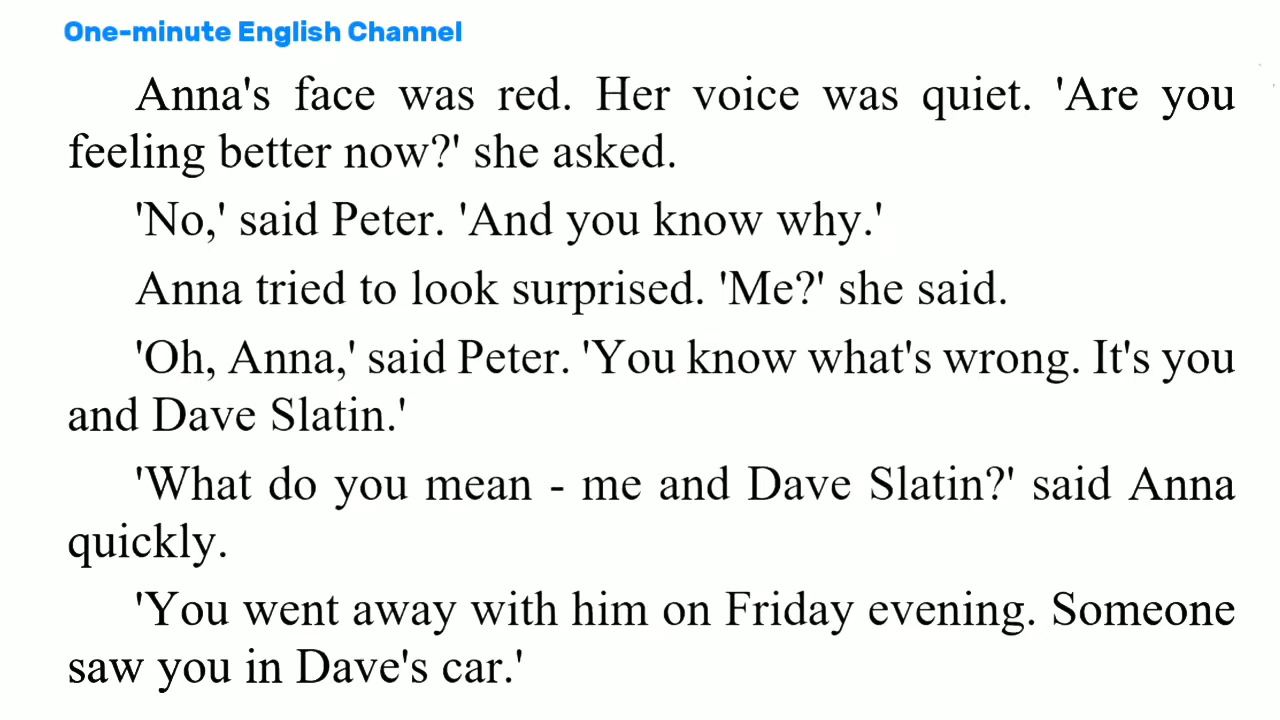 One-minute English Channel
Anna's face was red. Her voice was quiet. 'Are you
feeling better now?' she asked.
'No,' said Peter. 'And you know why.'
Anna tried to look surprised. 'Me?' she said.
'Oh, Anna,' said Peter. 'You know what's wrong. It's you
and Dave Slatin.'
'What do you mean - me and Dave Slatin?' said Anna
quickly.
'You went away with him on Friday evening. Someone
saw you in Dave's car.'